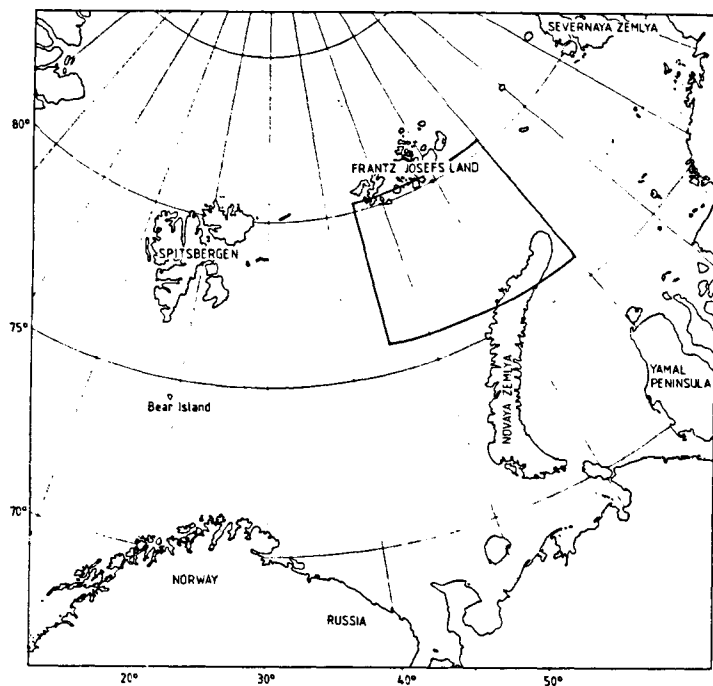 SEVERNAYA ZEMLYA
80°
FRANTZ JOSEFS LAND
SPITSBERGEN
75°
YAMAL
PENINSULA
NOVAYA ZEMLYA
Bear Island
70°
NORWAY
RUSSIA
20°
30°
40°
50°